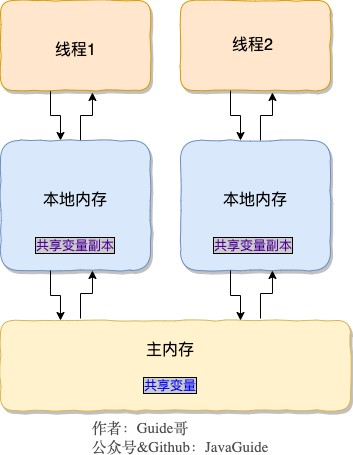 线程1
线程2
本地内存
本地内存
共享变量副本
共享变量副本
主内存
共享变量
作者：Guide哥
公众号&Github：JavaGuide